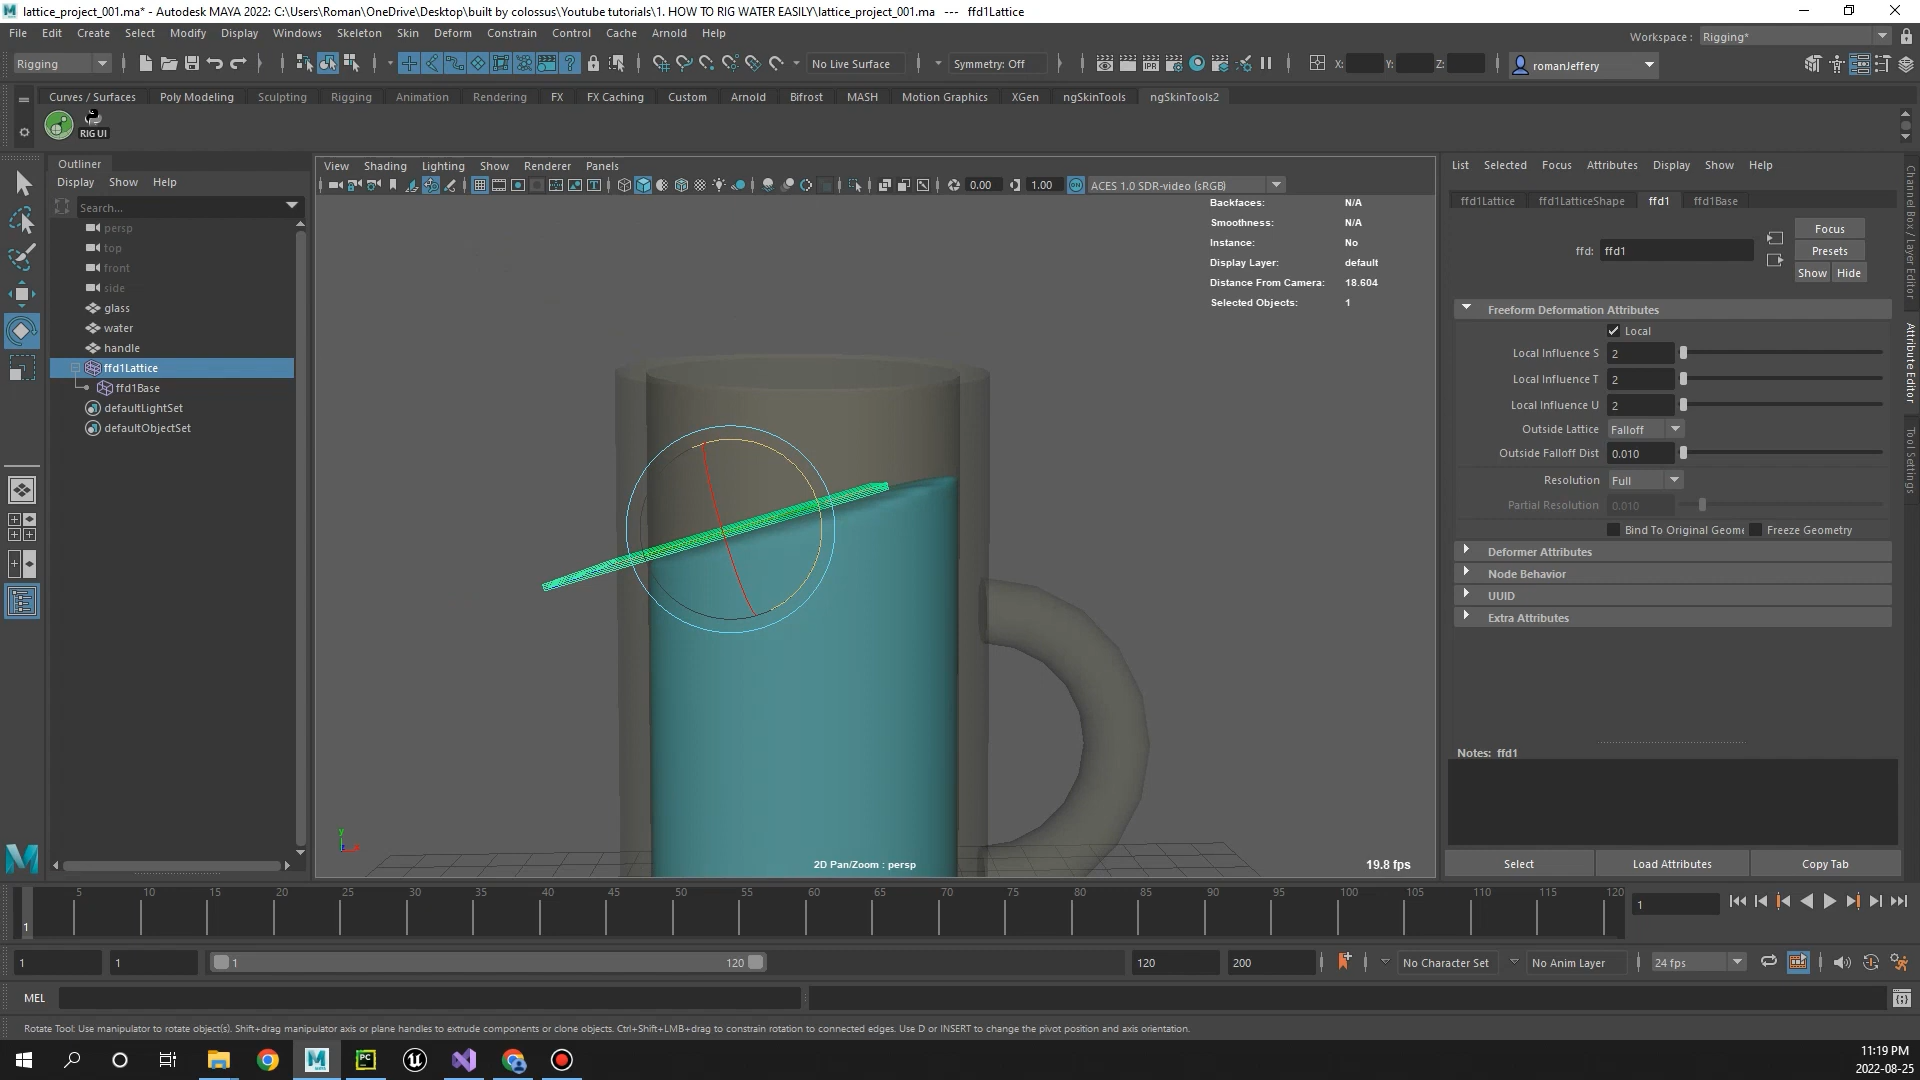 lattice_project_001.ma* - Autodesk MAYA 2022: C:\Users\Roman\OneDrive\Desktop\built by colossus\Youtube tutorials\1. HOW TO RIG WATER EASILY\lattice_project_001.ma --- ffd1Lattice
File Edit Create Select Modify Display Windows Skeleton Skin Deform Constrain Control Cache Arnold Help
Workspace : Rigging*
Rigging No Live Surface Symmetry: Off X: Y: Z: romanJeffery
Curves / Surfaces Poly Modeling Sculpting Rigging Animation Rendering FX FX Caching Custom Arnold Bifrost MASH Motion Graphics XGen ngSkinTools ngSkinTools2
RIG UI
Outliner
Display Show Help
Search...
persp
top
front
side
glass
water
handle
ffd1Lattice
ffd1Base
defaultLightSet
defaultObjectSet
View Shading Lighting Show Renderer Panels
0.00 1.00 ACES 1.0 SDR-video (sRGB)
Backfaces: N/A
Smoothness: N/A
Instance: No
Display Layer: default
Distance From Camera: 18.604
Selected Objects: 1
y
2D Pan/Zoom : persp
19.8 fps
List Selected Focus Attributes Display Show Help
ffd1Lattice ffd1LatticeShape ffd1 ffd1Base
ffd: ffd1
Focus
Presets
Show Hide
Freeform Deformation Attributes
Local
Local Influence S 2
Local Influence T 2
Local Influence U 2
Outside Lattice Falloff
Outside Falloff Dist 0.010
Resolution Full
Partial Resolution 0.010
Bind To Original Geome Freeze Geometry
Deformer Attributes
Node Behavior
UUID
Extra Attributes
Notes: ffd1
Select Load Attributes Copy Tab
Channel Box / Layer Editor
Attribute Editor
Tool Settings
5 10 15 20 25 30 35 40 45 50 55 60 65 70 75 80 85 90 95 100 105 110 115 120
1
1
1 1 1 120 120 200 No Character Set No Anim Layer 24 fps
MEL
Rotate Tool: Use manipulator to rotate object(s). Shift+drag manipulator axis or plane handles to extrude components or clone objects. Ctrl+Shift+LMB+drag to constrain rotation to connected edges. Use D or INSERT to change the pivot position and axis orientation.
11:19 PM
2022-08-25